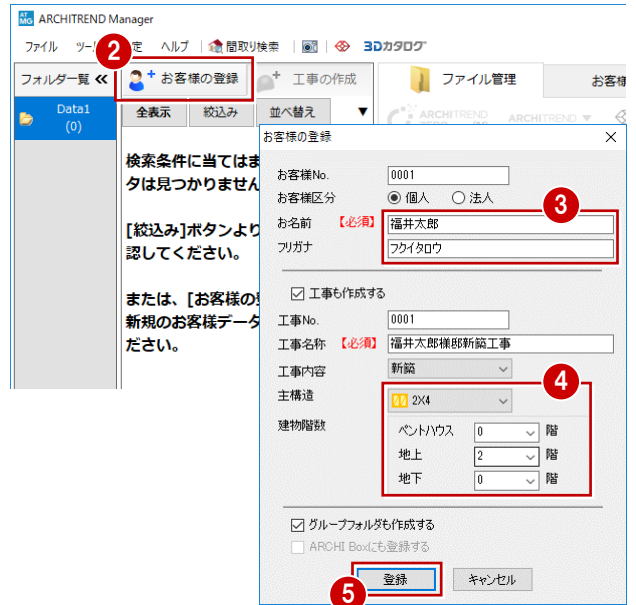 ARCHITREND Manager
ファイル ヘルプ 間取り検索 3Dカタログ
2
フォルダ一覧 お客様の登録 工事の作成 ファイル管理 お客様
Data1
(0)
全表示 絞込み 並べ替え ▼ ARCHITREND ARCHITREND ▼
検索条件に当てはま
タは見つかりません
[絞込み]ボタンより
認してください。
または、[お客様の
新規のお客様データ
ださい。
お客様の登録
お客様No. 0001
お客様区分 個人 法人
3
お名前 【必須】 福井太郎
フリガナ フクイタロウ
工事も作成する
工事No. 0001
工事名称 【必須】 福井太郎様邸新築工事
工事内容 新築
4
主構造 2X4
建物階数 ペントハウス 0 階
地上 2 階
地下 0 階
グループフォルダも作成する
ARCHI Boxにも登録する
5
登録 キャンセル